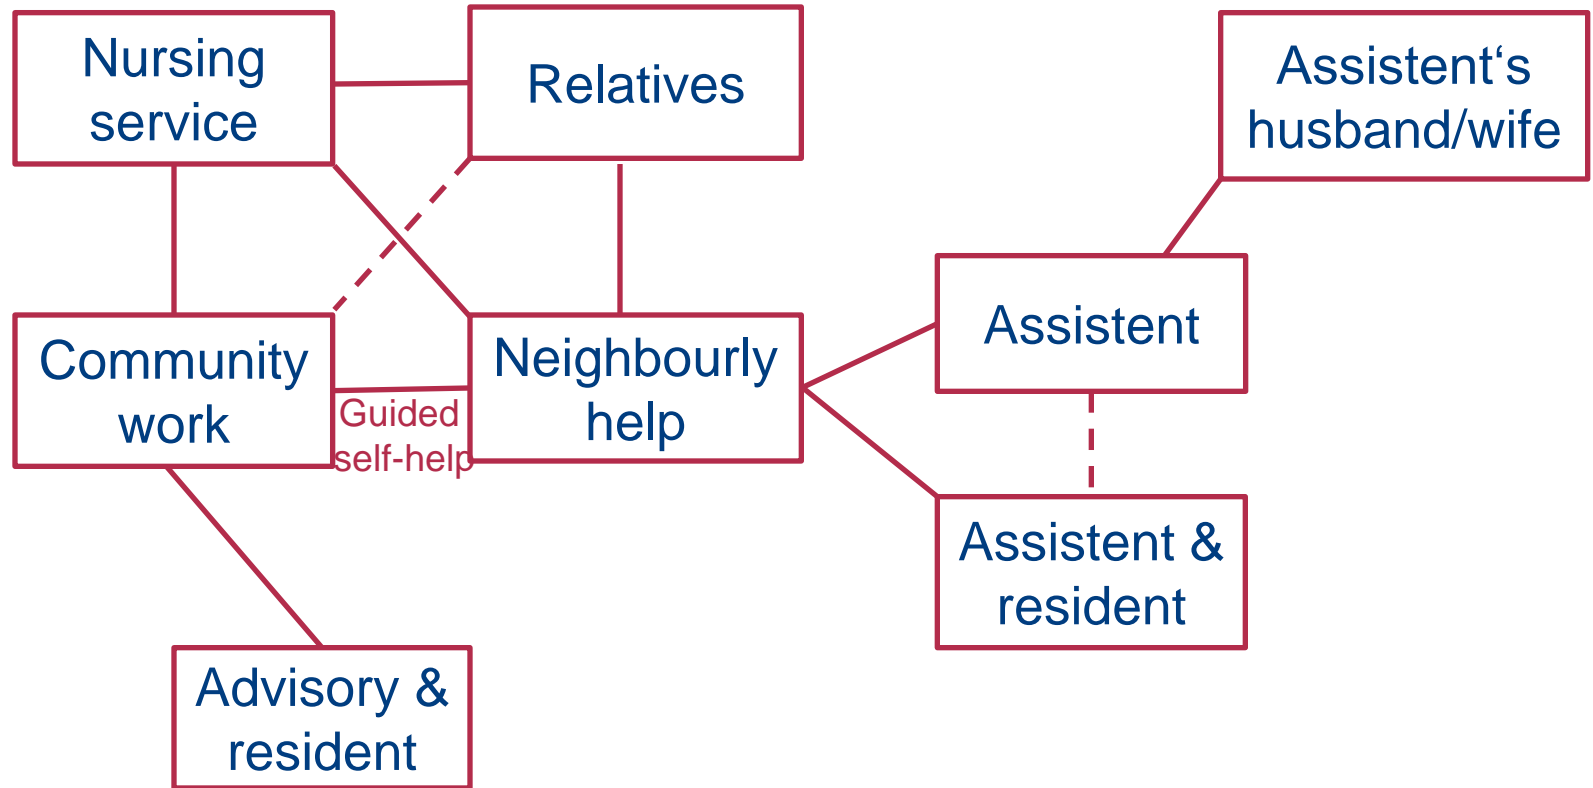 Nursing
service
Relatives
Assistent‘s
husband/wife
Assistent
Community
work
Guided
self-help
Neighbourly
help
Assistent &
resident
Advisory &
resident